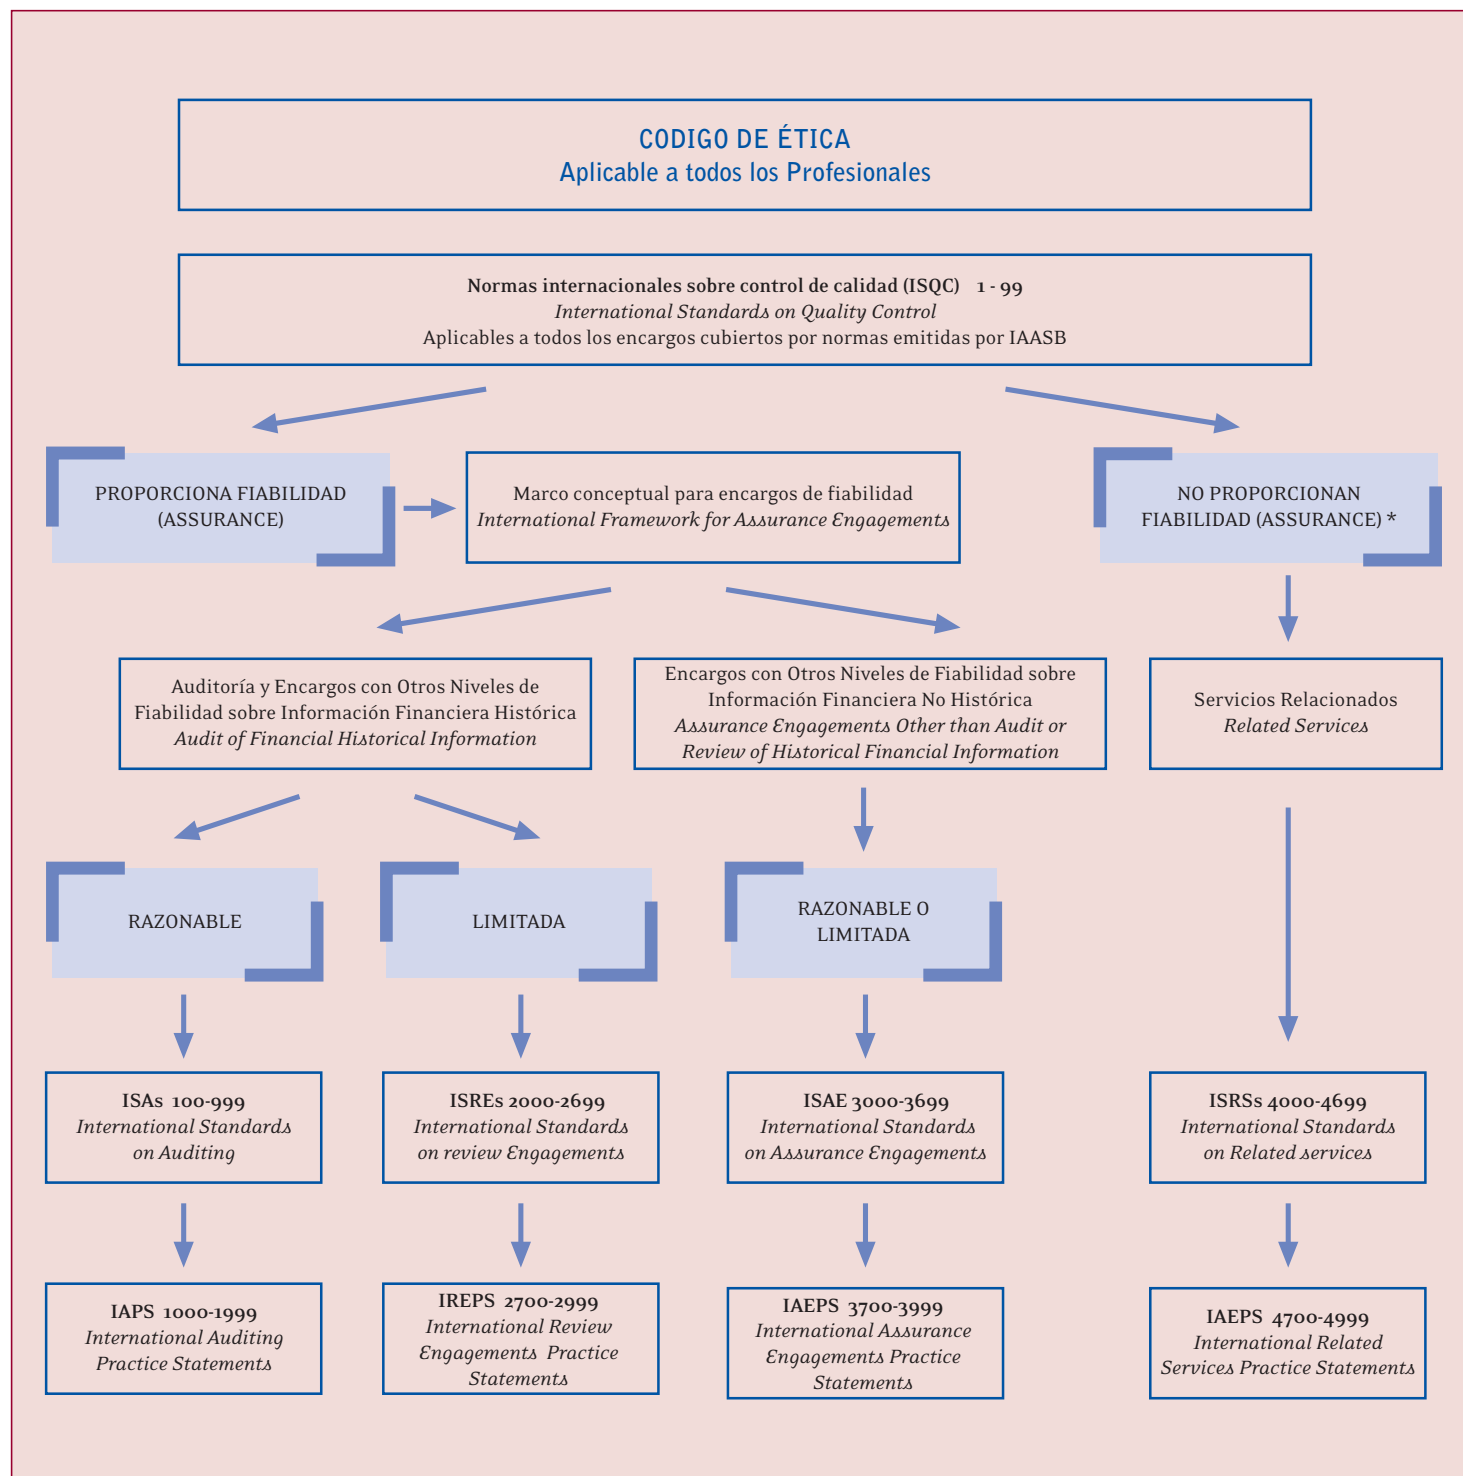 CODIGO DE ÉTICA
Aplicable a todos los Profesionales
Normas internacionales sobre control de calidad (ISQC) 1 - 99
International Standards on Quality Control
Aplicables a todos los encargos cubiertos por normas emitidas por IAASB
PROPORCIONA FIABILIDAD
(ASSURANCE)
Marco conceptual para encargos de fiabilidad
International Framework for Assurance Engagements
NO PROPORCIONAN
FIABILIDAD (ASSURANCE) *
Auditoría y Encargos con Otros Niveles de
Fiabilidad sobre Información Financiera Histórica
Audit of Financial Historical Information
Encargos con Otros Niveles de Fiabilidad sobre
Información Financiera No Histórica
Assurance Engagements Other than Audit or
Review of Historical Financial Information
Servicios Relacionados
Related Services
RAZONABLE
LIMITADA
RAZONABLE O
LIMITADA
ISAs 100-999
International Standards
on Auditing
ISREs 2000-2699
International Standards
on review Engagements
ISAE 3000-3699
International Standards
on Assurance Engagements
ISRSs 4000-4699
International Standards
on Related services
IAPS 1000-1999
International Auditing
Practice Statements
IREPS 2700-2999
International Review
Engagements Practice
Statements
IAEPS 3700-3999
International Assurance
Engagements Practice
Statements
IAEPS 4700-4999
International Related
Services Practice Statements